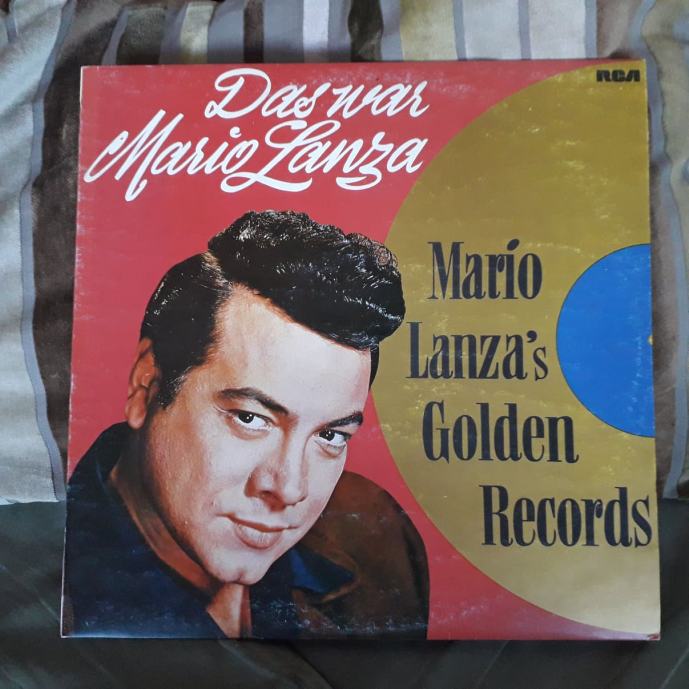 Das war
Mario Lanza
RCA
Mario
Lanza's
Golden
Records